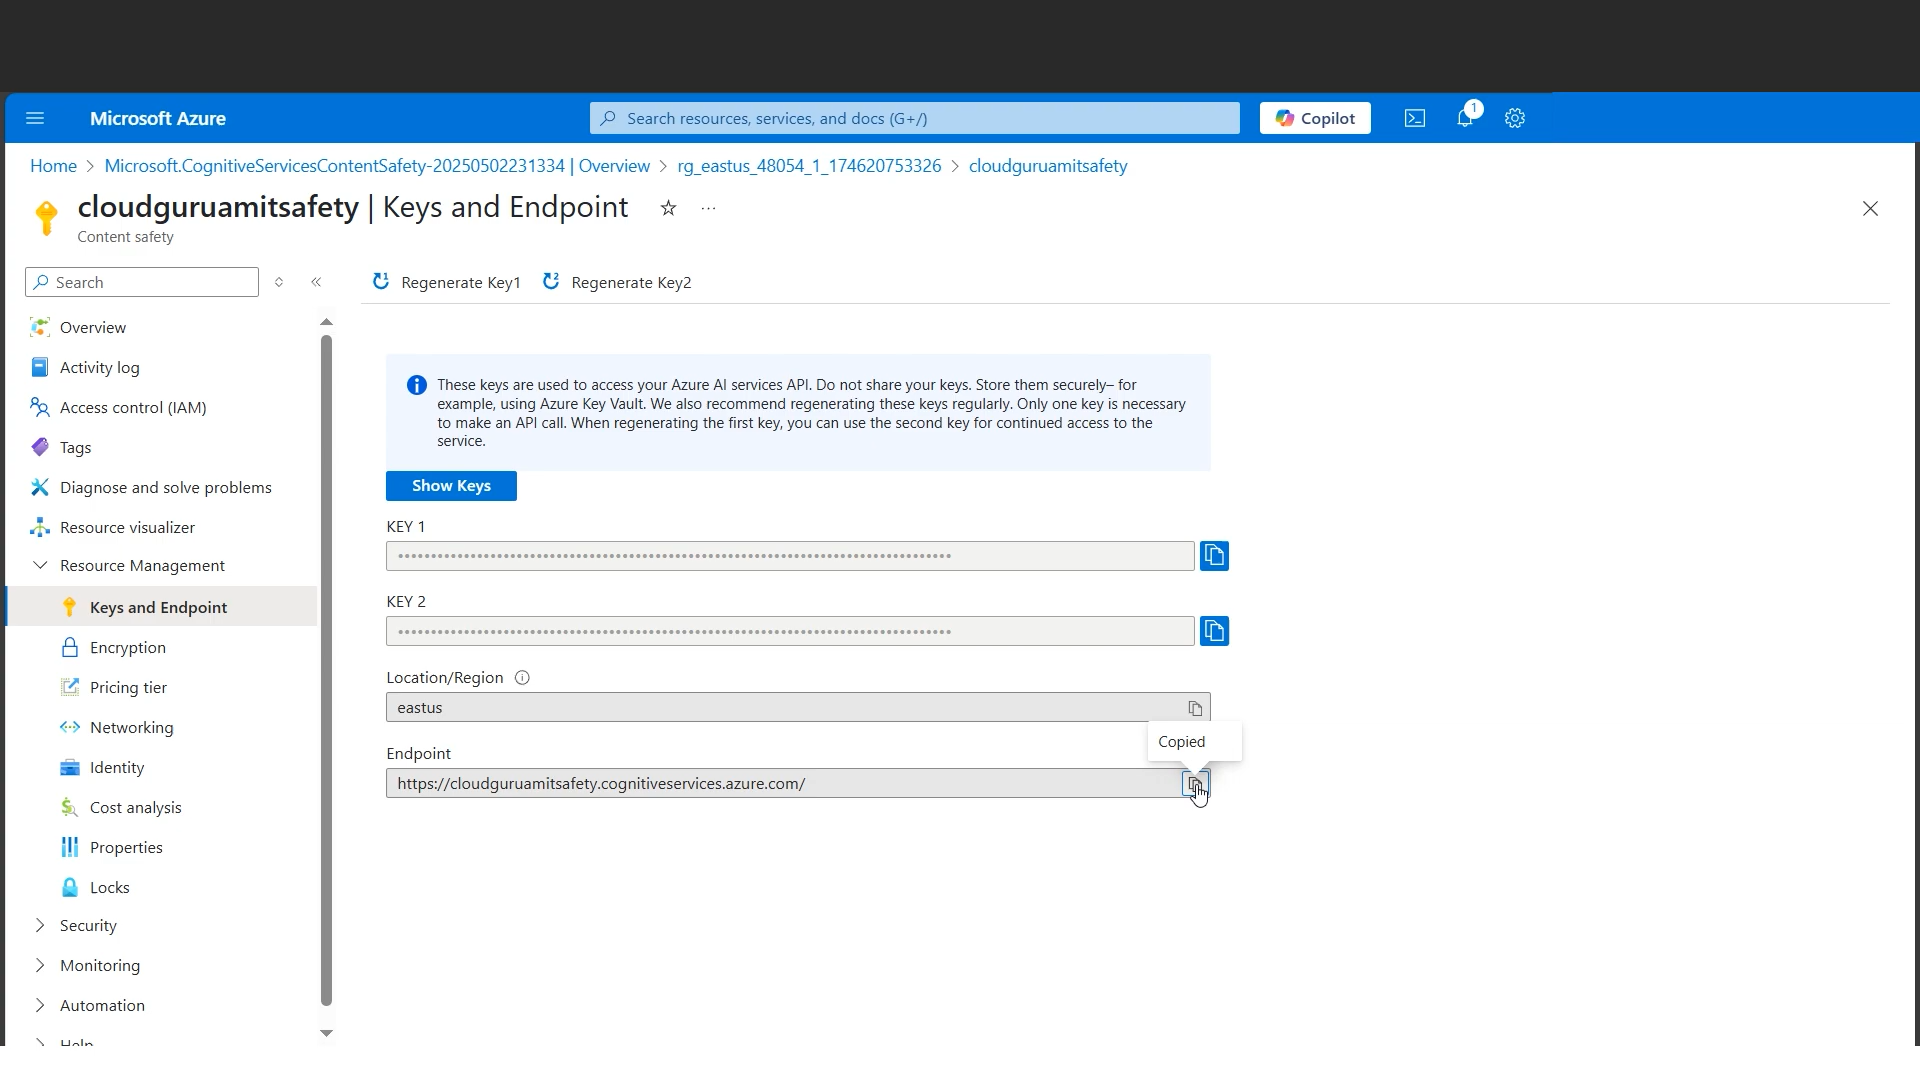 Microsoft Azure
Search resources, services, and docs (G+/)
Copilot
1
Home > Microsoft.CognitiveServicesContentSafety-20250502231334 | Overview > rg_eastus_48054_1_174620753326 > cloudguruamitsafety
cloudguruamitsafety | Keys and Endpoint
Content safety
Search
Regenerate Key1
Regenerate Key2
Overview
Activity log
Access control (IAM)
Tags
Diagnose and solve problems
Resource visualizer
Resource Management
Keys and Endpoint
Encryption
Pricing tier
Networking
Identity
Cost analysis
Properties
Locks
Security
Monitoring
Automation
Help
These keys are used to access your Azure AI services API. Do not share your keys. Store them securely– for
example, using Azure Key Vault. We also recommend regenerating these keys regularly. Only one key is necessary
to make an API call. When regenerating the first key, you can use the second key for continued access to the
service.
Show Keys
KEY 1
KEY 2
Location/Region
eastus
Copied
Endpoint
https://cloudguruamitsafety.cognitiveservices.azure.com/